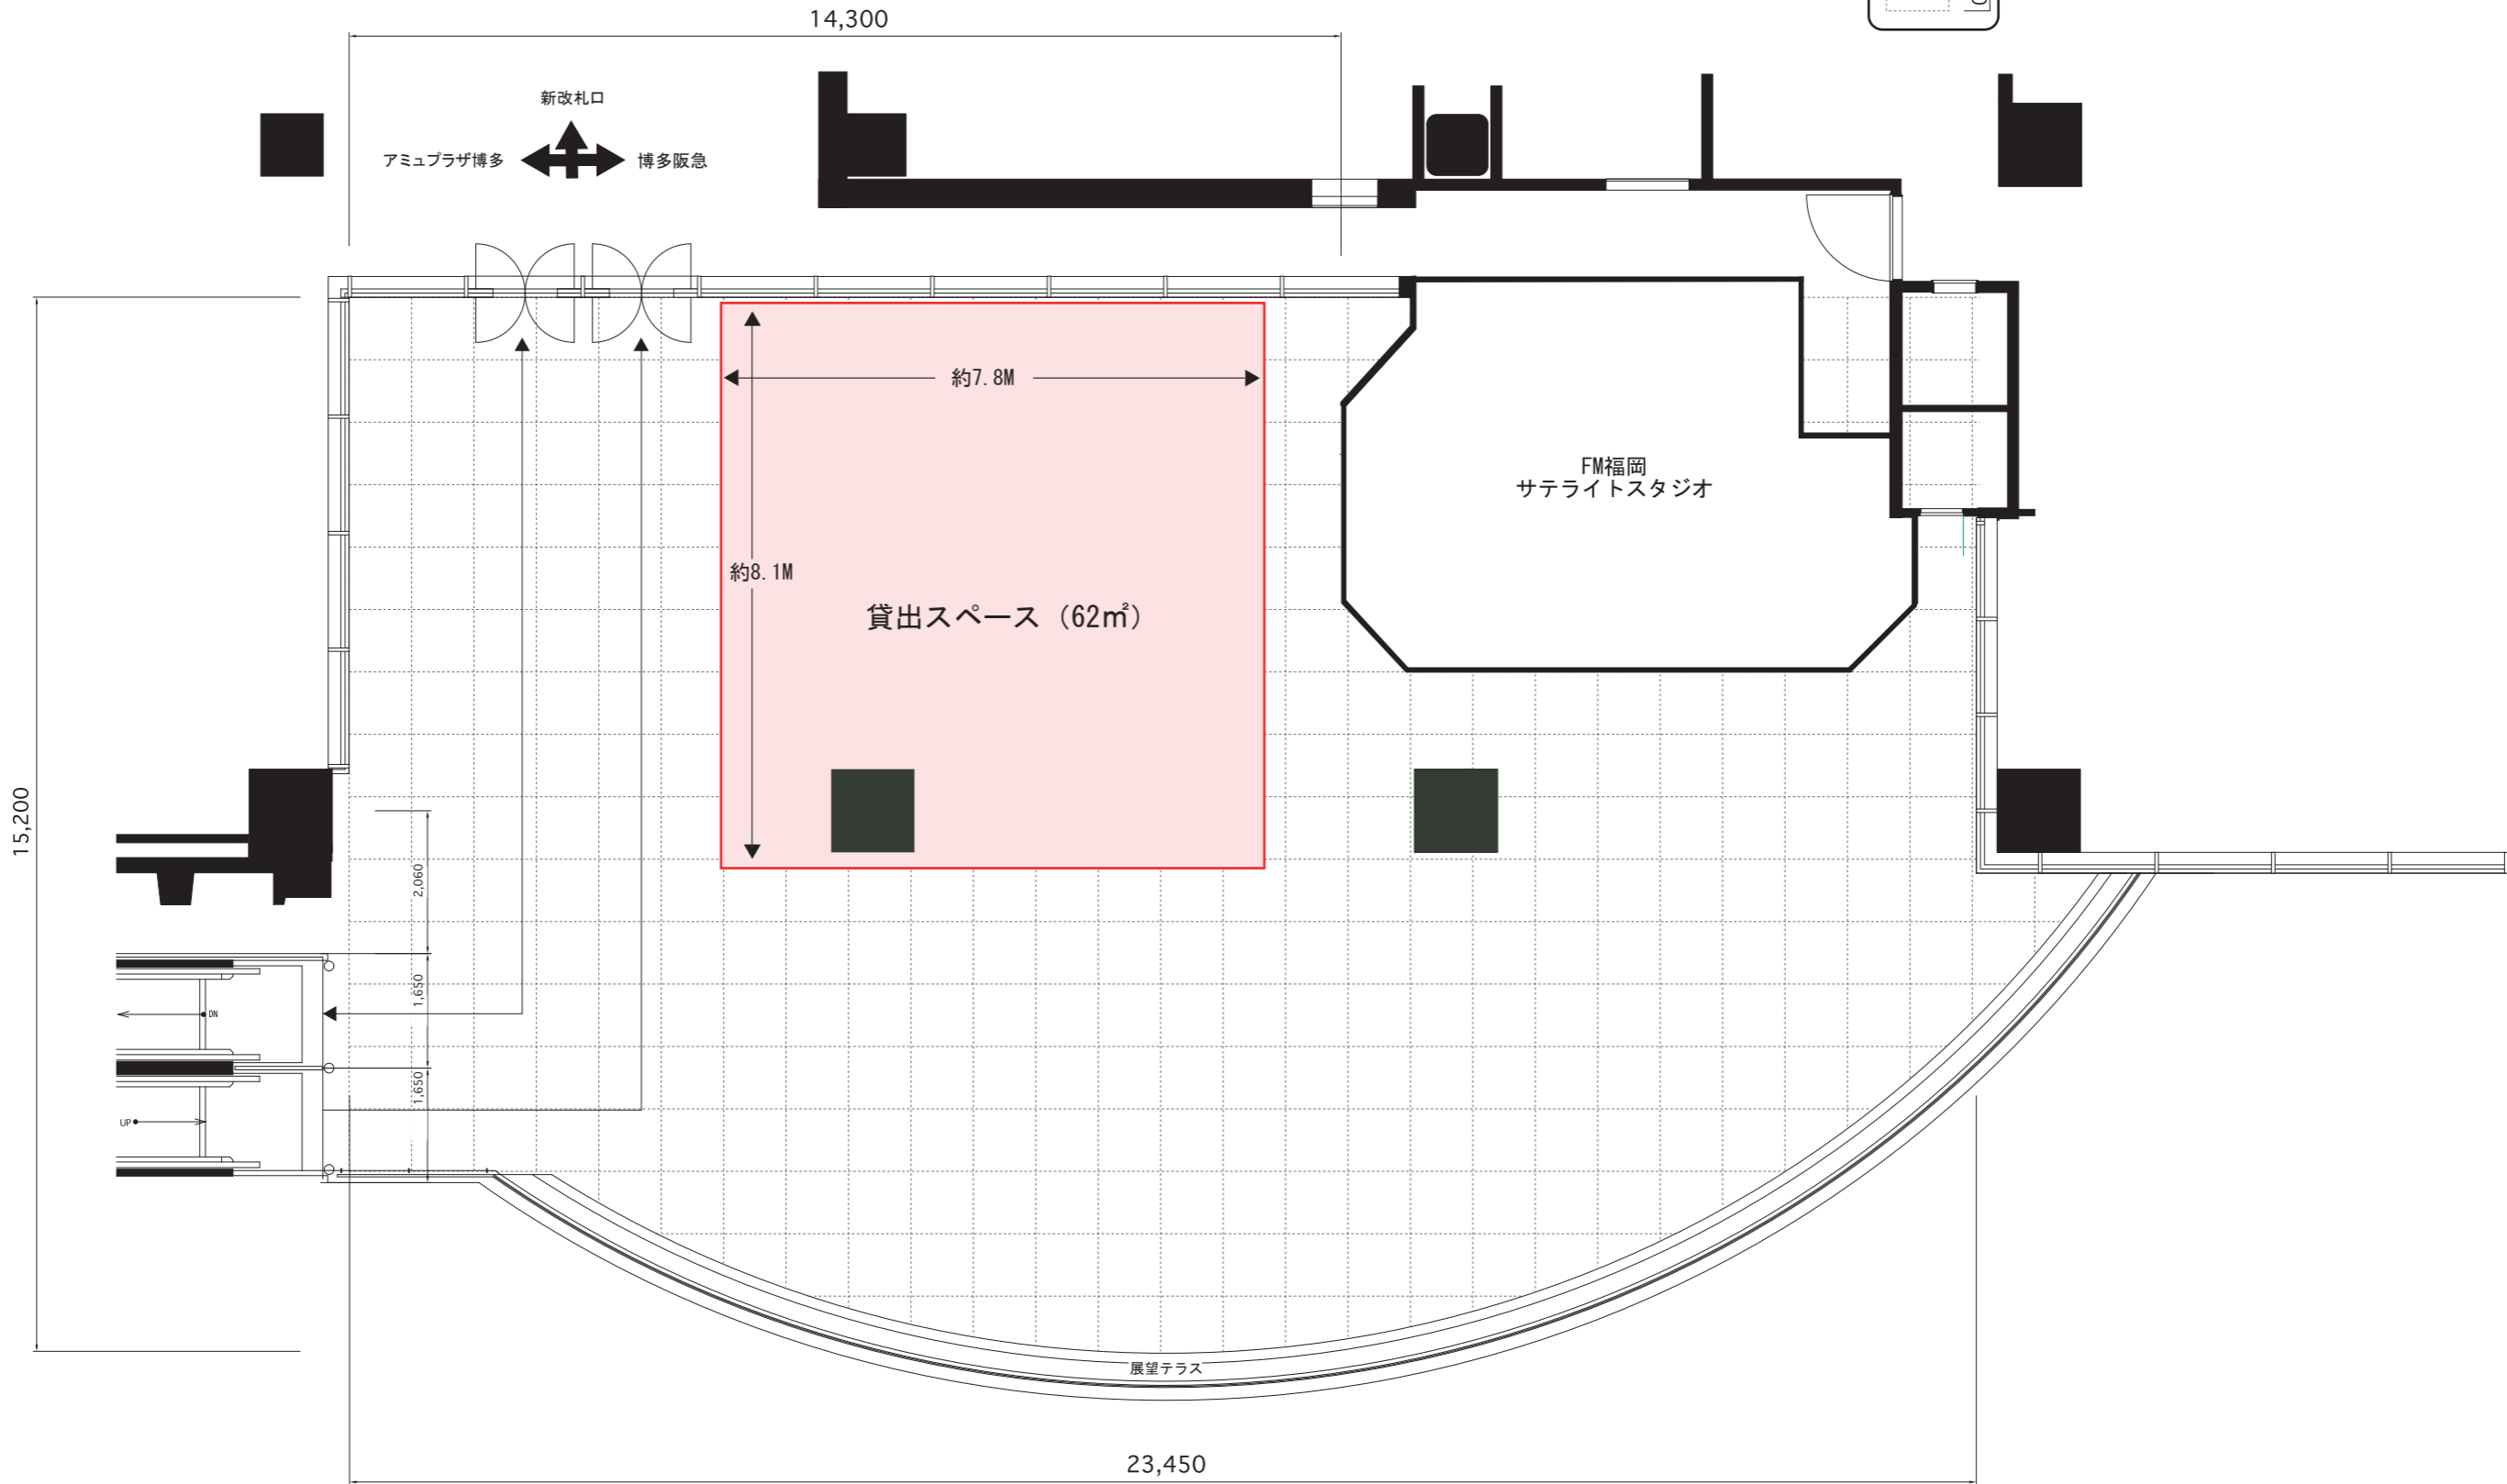 14,300
新改札口
アミュプラザ博多
博多阪急
約7.8M
FM福岡
サテライトスタジオ
約8.1M
貸出スペース（62㎡）
15,200
2,060
1,650
DN
1,650
UP
展望テラス
23,450